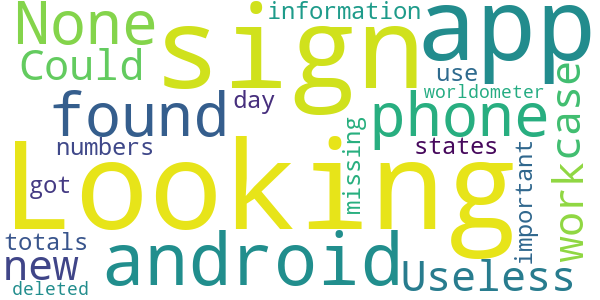 None
sign
information
app
Could
use
worldometer
found
day
phone
workcase
numbers
missing
states
Looking
got
important
totals
android
new
Useless
deleted